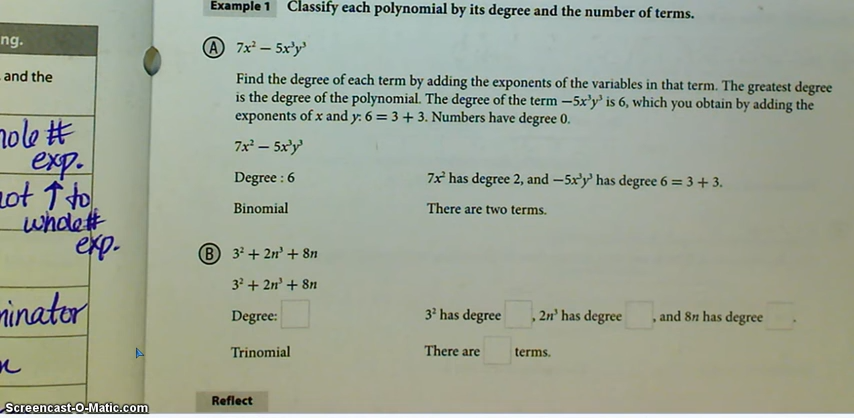 Example 1 Classify each polynomial by its degree and the number of terms.
ng.
and the
hole #
exp.
not ↑ to
whole #
exp.
minator
Ⓐ 7x² − 5x³y³
Find the degree of each term by adding the exponents of the variables in that term. The greatest degree
is the degree of the polynomial. The degree of the term −5x³y³ is 6, which you obtain by adding the
exponents of x and y: 6 = 3 + 3. Numbers have degree 0.
7x² − 5x³y³
Degree : 6 7x² has degree 2, and −5x³y³ has degree 6 = 3 + 3.
Binomial There are two terms.
Ⓑ 3² + 2n³ + 8n
3² + 2n³ + 8n
Degree: 3² has degree , 2n³ has degree , and 8n has degree .
Trinomial There are terms.
Reflect
Screencast-O-Matic.com